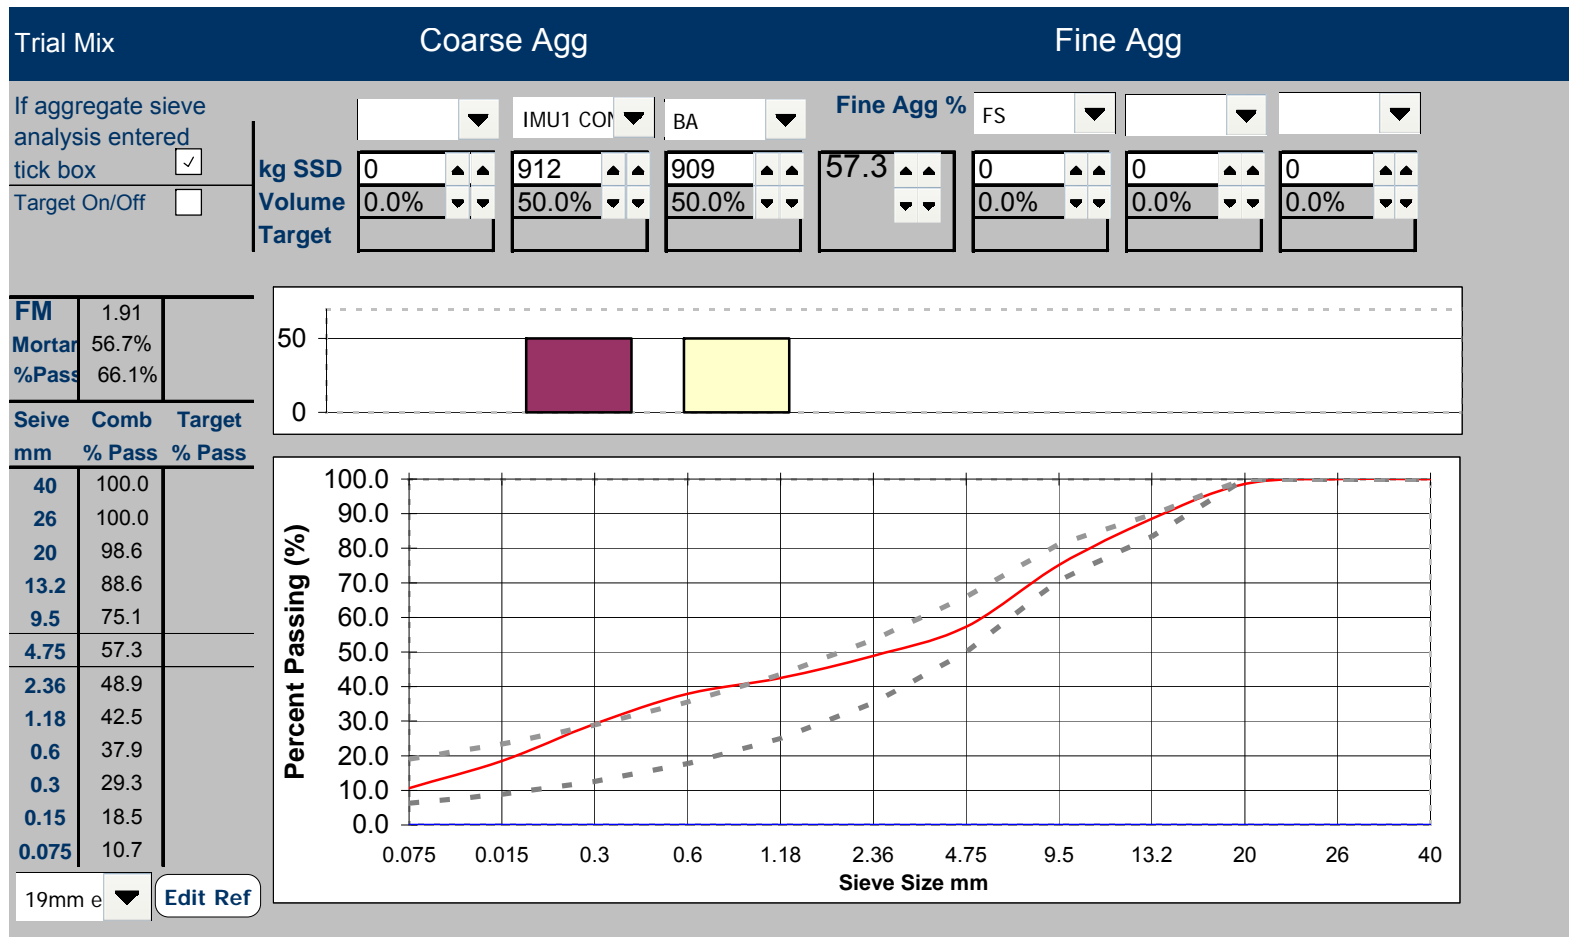 Trial Mix Coarse Agg Fine Agg
If aggregate sieve
analysis entered
tick box
Target On/Off
IMU1 CON BA Fine Agg % FS
kg SSD 0 912 909 57.3 0 0 0
Volume 0.0% 50.0% 50.0% 0.0% 0.0% 0.0%
Target
FM 1.91
Mortar 56.7%
%Pass 66.1%
Seive Comb Target
mm % Pass % Pass
40 100.0
26 100.0
20 98.6
13.2 88.6
9.5 75.1
4.75 57.3
2.36 48.9
1.18 42.5
0.6 37.9
0.3 29.3
0.15 18.5
0.075 10.7
19mm e Edit Ref
50
0
Percent Passing (%)
100.0
90.0
80.0
70.0
60.0
50.0
40.0
30.0
20.0
10.0
0.0
0.075 0.015 0.3 0.6 1.18 2.36 4.75 9.5 13.2 20 26 40
Sieve Size mm